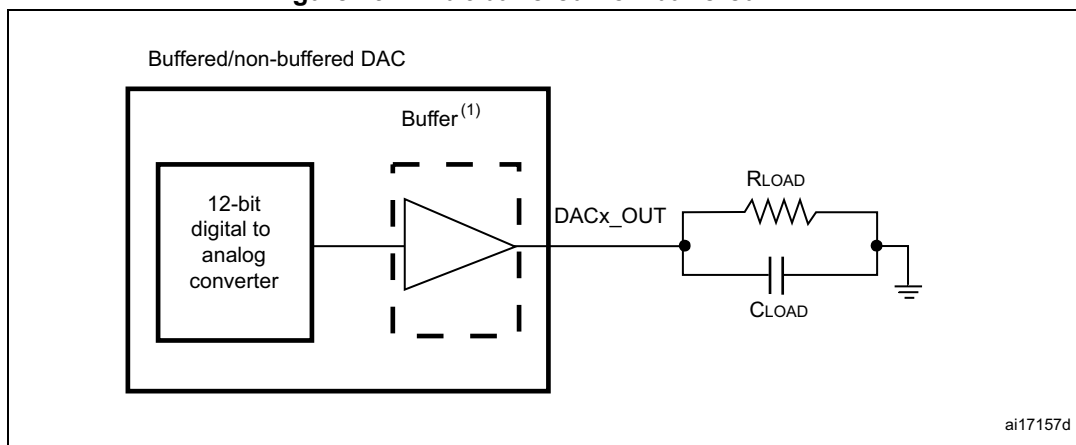 Buffered/non-buffered DAC
Buffer(1)
12-bit
digital to
analog
converter
DACx_OUT
RLOAD
CLOAD
ai17157d